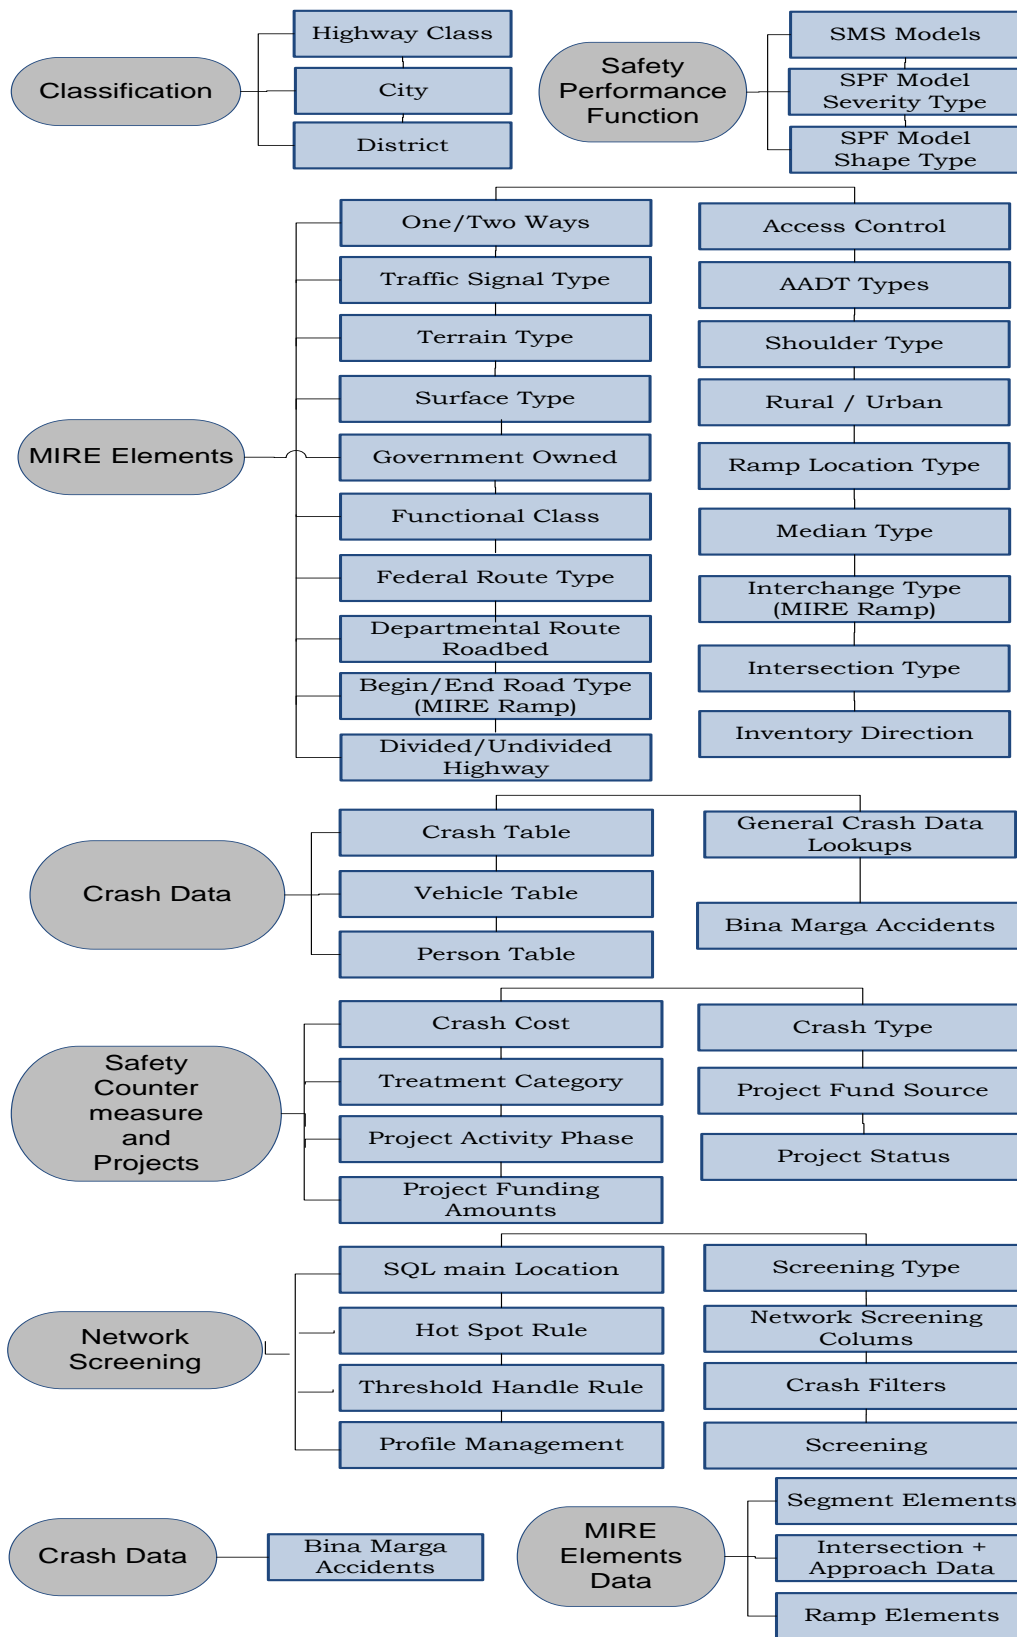 Classification
Highway Class
City
District
Safety
Performance
Function
SMS Models
SPF Model
Severity Type
SPF Model
Shape Type
MIRE Elements
One/Two Ways
Traffic Signal Type
Terrain Type
Surface Type
Government Owned
Functional Class
Federal Route Type
Departmental Route
Roadbed
Begin/End Road Type
(MIRE Ramp)
Divided/Undivided
Highway
Access Control
AADT Types
Shoulder Type
Rural / Urban
Ramp Location Type
Median Type
Interchange Type
(MIRE Ramp)
Intersection Type
Inventory Direction
Crash Data
Crash Table
Vehicle Table
Person Table
General Crash Data
Lookups
Bina Marga Accidents
Safety
Counter
measure
and
Projects
Crash Cost
Treatment Category
Project Activity Phase
Project Funding
Amounts
Crash Type
Project Fund Source
Project Status
Network
Screening
SQL main Location
Hot Spot Rule
Threshold Handle Rule
Profile Management
Screening Type
Network Screening
Colums
Crash Filters
Screening
Crash Data
Bina Marga
Accidents
MIRE
Elements
Data
Segment Elements
Intersection +
Approach Data
Ramp Elements